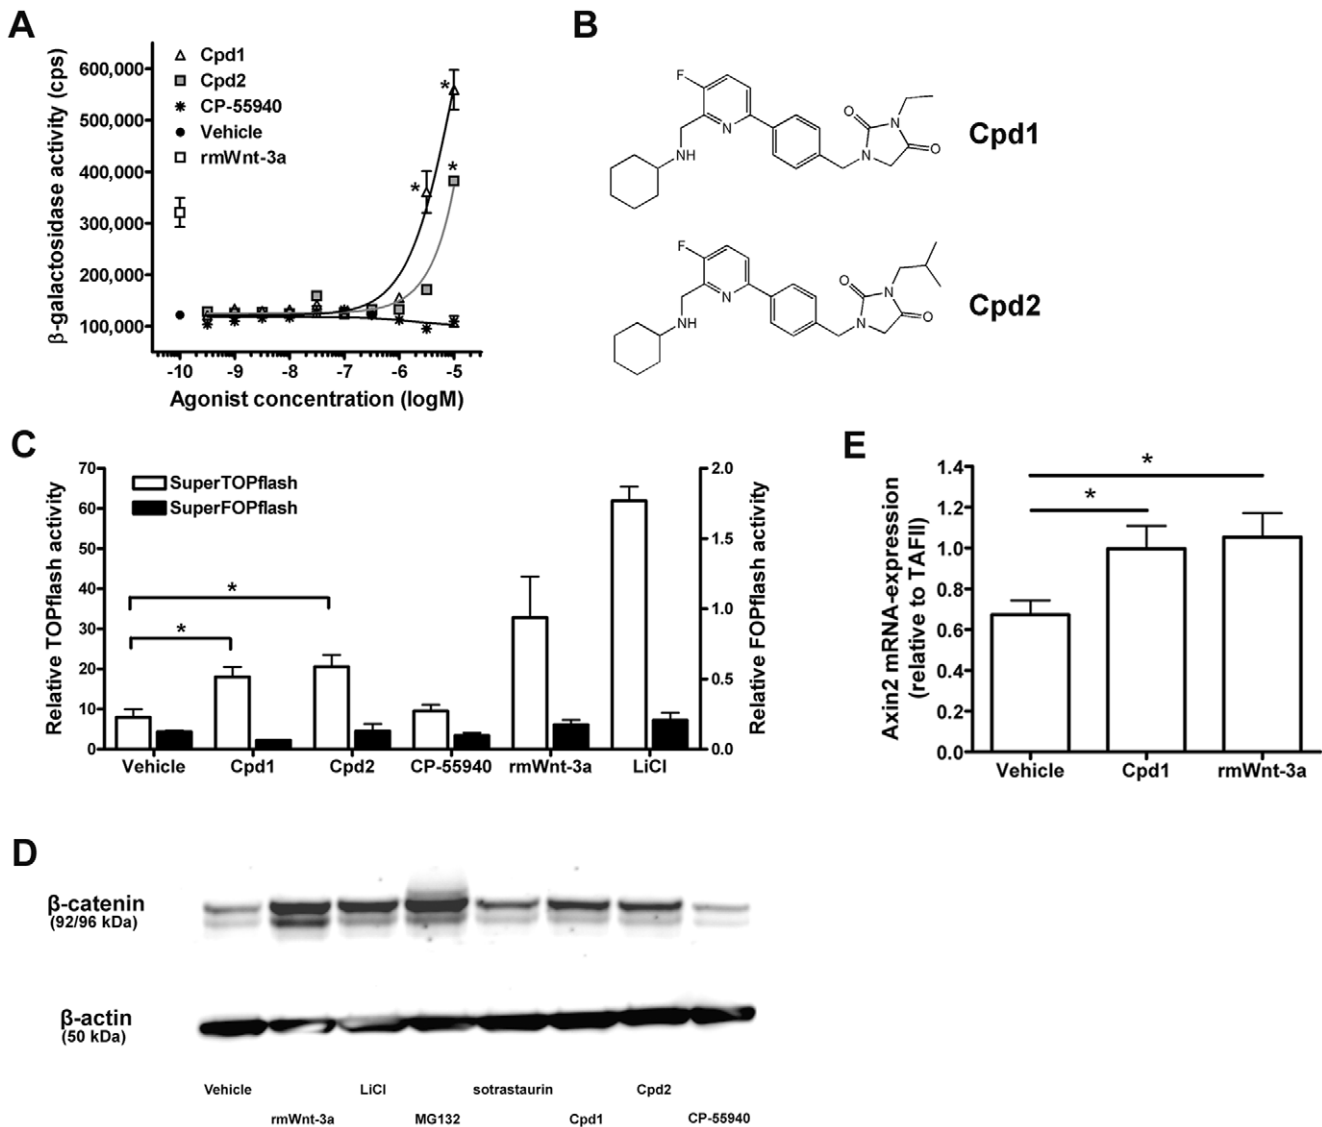 A
β-galactosidase activity (cps)
600,000
500,000
400,000
300,000
200,000
100,000
Cpd1
Cpd2
CP-55940
Vehicle
rmWnt-3a
*
*
*
-10 -9 -8 -7 -6 -5
Agonist concentration (logM)
B
F
N
NH
O
N
N
O
Cpd1
F
N
NH
O
N
N
O
Cpd2
C
Relative TOPflash activity
70
60
50
40
30
20
10
0
SuperTOPflash
SuperFOPflash
*
*
2.0
1.5
1.0
0.5
0.0
Relative FOPflash activity
Vehicle Cpd1 Cpd2 CP-55940 rmWnt-3a LiCl
E
Axin2 mRNA-expression
(relative to TAFII)
1.4
1.2
1.0
0.8
0.6
0.4
0.2
0.0
*
*
Vehicle Cpd1 rmWnt-3a
D
β-catenin
(92/96 kDa)
β-actin
(50 kDa)
Vehicle LiCl sotrastaurin Cpd2
rmWnt-3a MG132 Cpd1 CP-55940